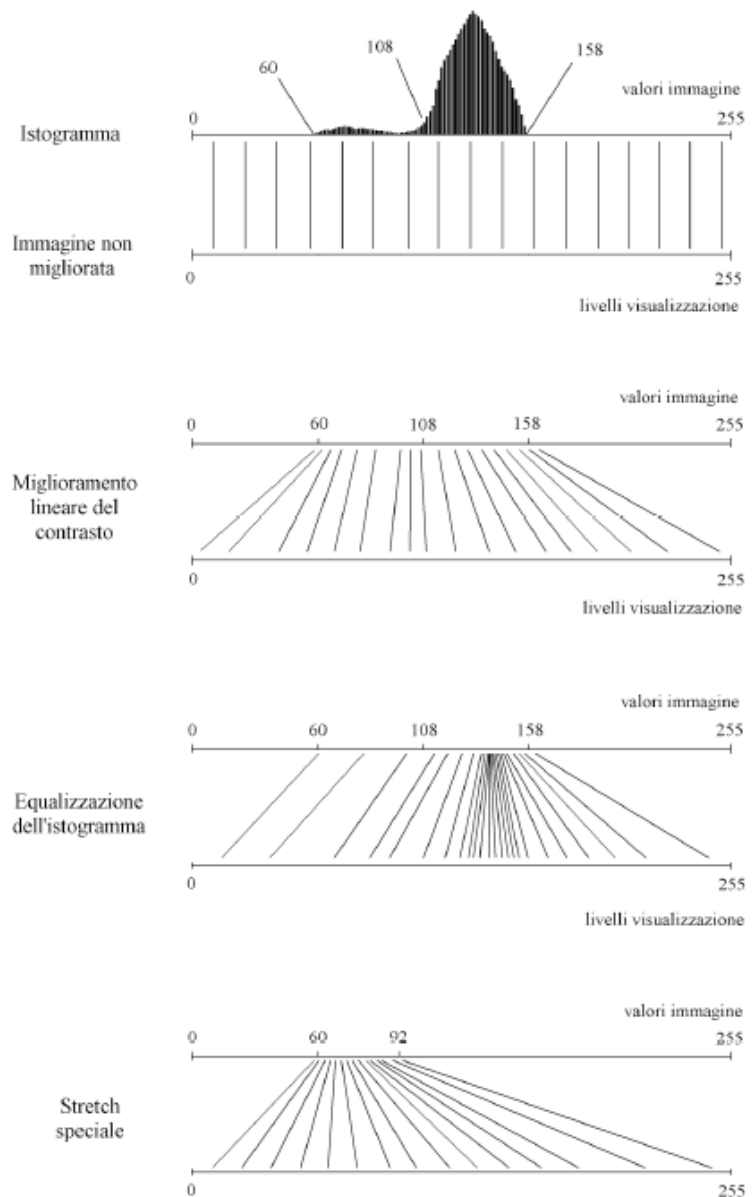 108
158
60
valori immagine
0
255
Istogramma
Immagine non
migliorata
0
255
livelli visualizzazione
valori immagine
0
60
108
158
255
Miglioramento
lineare del
contrasto
0
255
livelli visualizzazione
valori immagine
0
60
108
158
255
Equalizzazione
dell'istogramma
0
255
livelli visualizzazione
valori immagine
0
60
92
255
Stretch
speciale
0
255